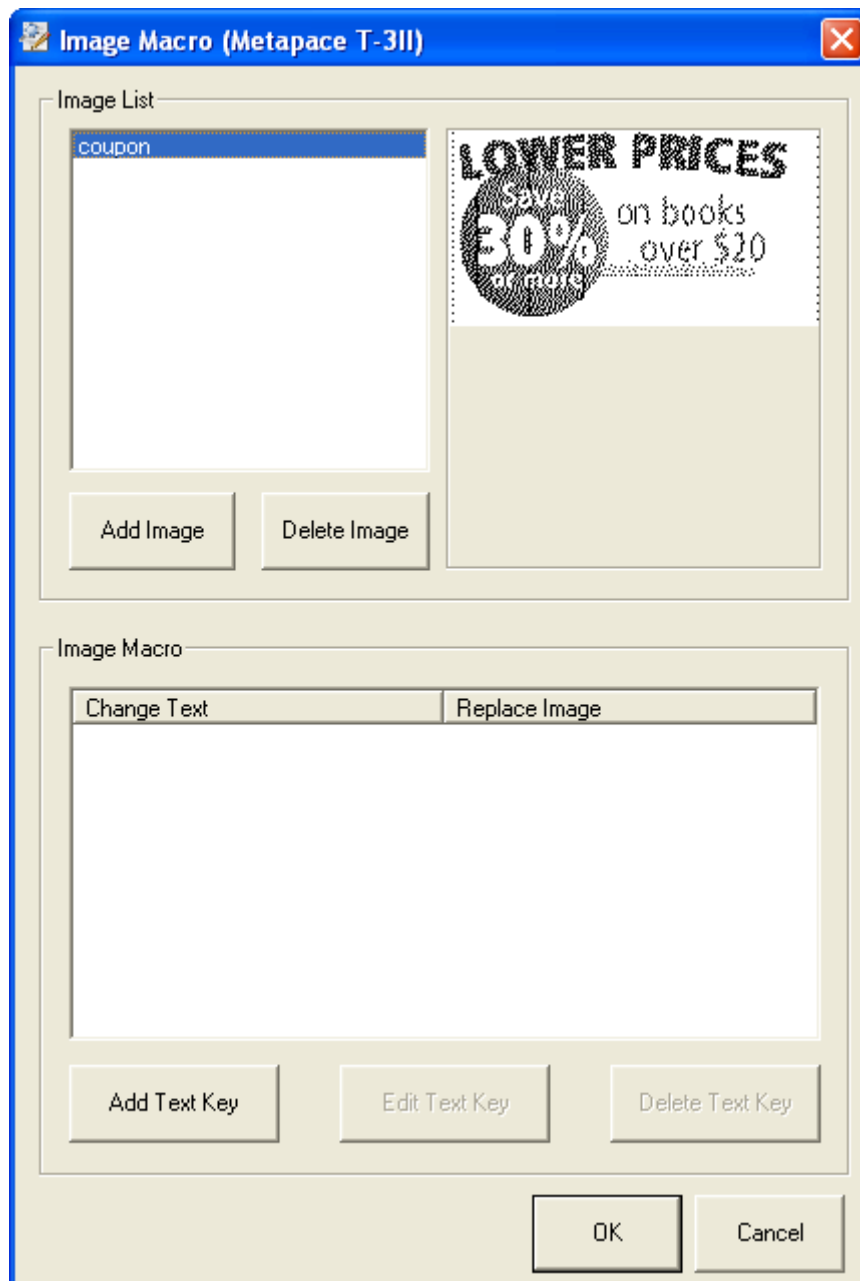 Image Macro (Metapace T-3II)
Image List
coupon
LOWER PRICES
Save
30%
or more
on books
over $20
Add Image
Delete Image
Image Macro
Change Text
Replace Image
Add Text Key
Edit Text Key
Delete Text Key
OK
Cancel